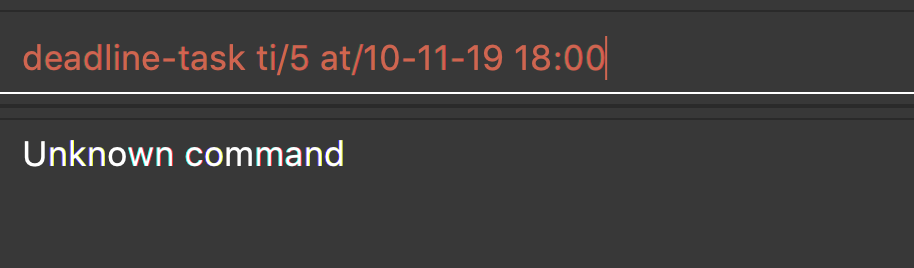 deadline-task ti/5 at/10-11-19 18:00
Unknown command